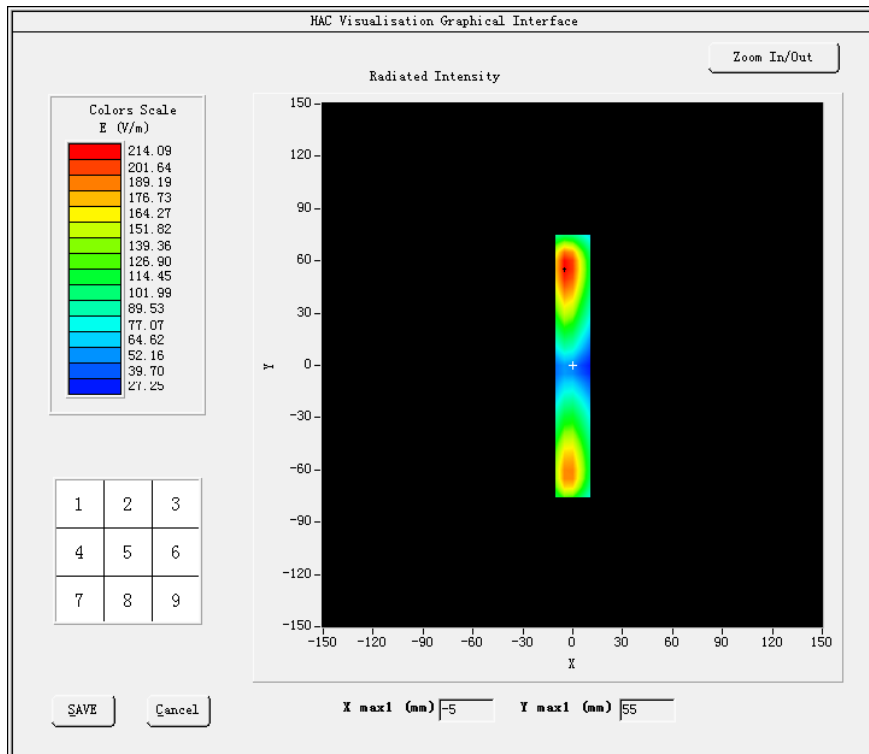 HAC Visualisation Graphical Interface
Zoom In/Out
Radiated Intensity
Colors Scale
E (V/m)
214.09
201.64
189.19
176.73
164.27
151.82
139.36
126.90
114.45
101.99
89.53
77.07
64.62
52.16
39.70
27.25
150
120
90
60
30
0
-30
-60
-90
-120
-150
Y
-150 -120 -90 -60 -30 0 30 60 90 120 150
X
1 2 3
4 5 6
7 8 9
SAVE Cancel
X max1 (mm) -5 Y max1 (mm) 55